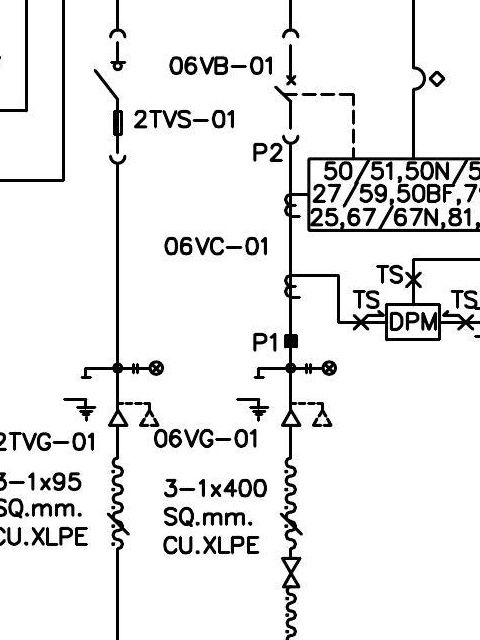 06VB-01
2TVS-01
P2
50/51,50N/5
27/59,50BF,7
25,67/67N,81,
06VC-01
TS
TS
TS
DPM
P1
2TVG-01
06VG-01
3-1x95
SQ.mm.
CU.XLPE
3-1x400
SQ.mm.
CU.XLPE